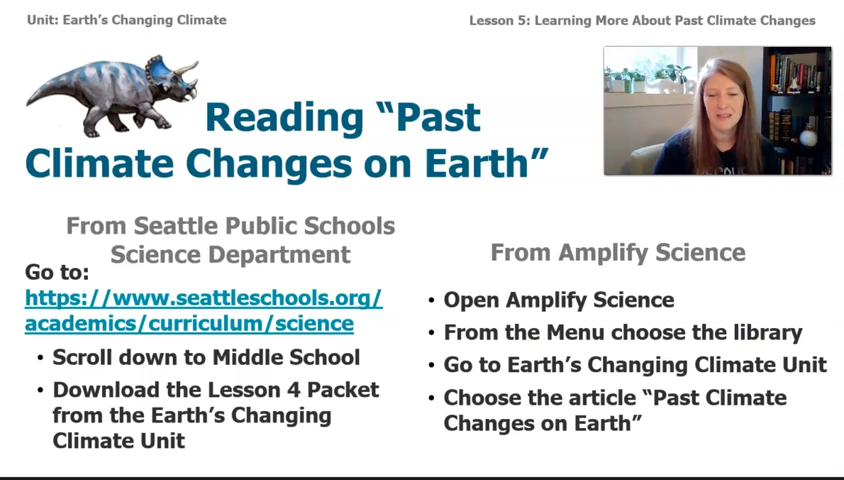 Unit: Earth’s Changing Climate
Lesson 5: Learning More About Past Climate Changes
Reading “Past
Climate Changes on Earth”
From Seattle Public Schools
Science Department
Go to:
https://www.seattleschools.org/
academics/curriculum/science
• Scroll down to Middle School
• Download the Lesson 4 Packet
from the Earth’s Changing
Climate Unit
From Amplify Science
• Open Amplify Science
• From the Menu choose the library
• Go to Earth’s Changing Climate Unit
• Choose the article “Past Climate
Changes on Earth”